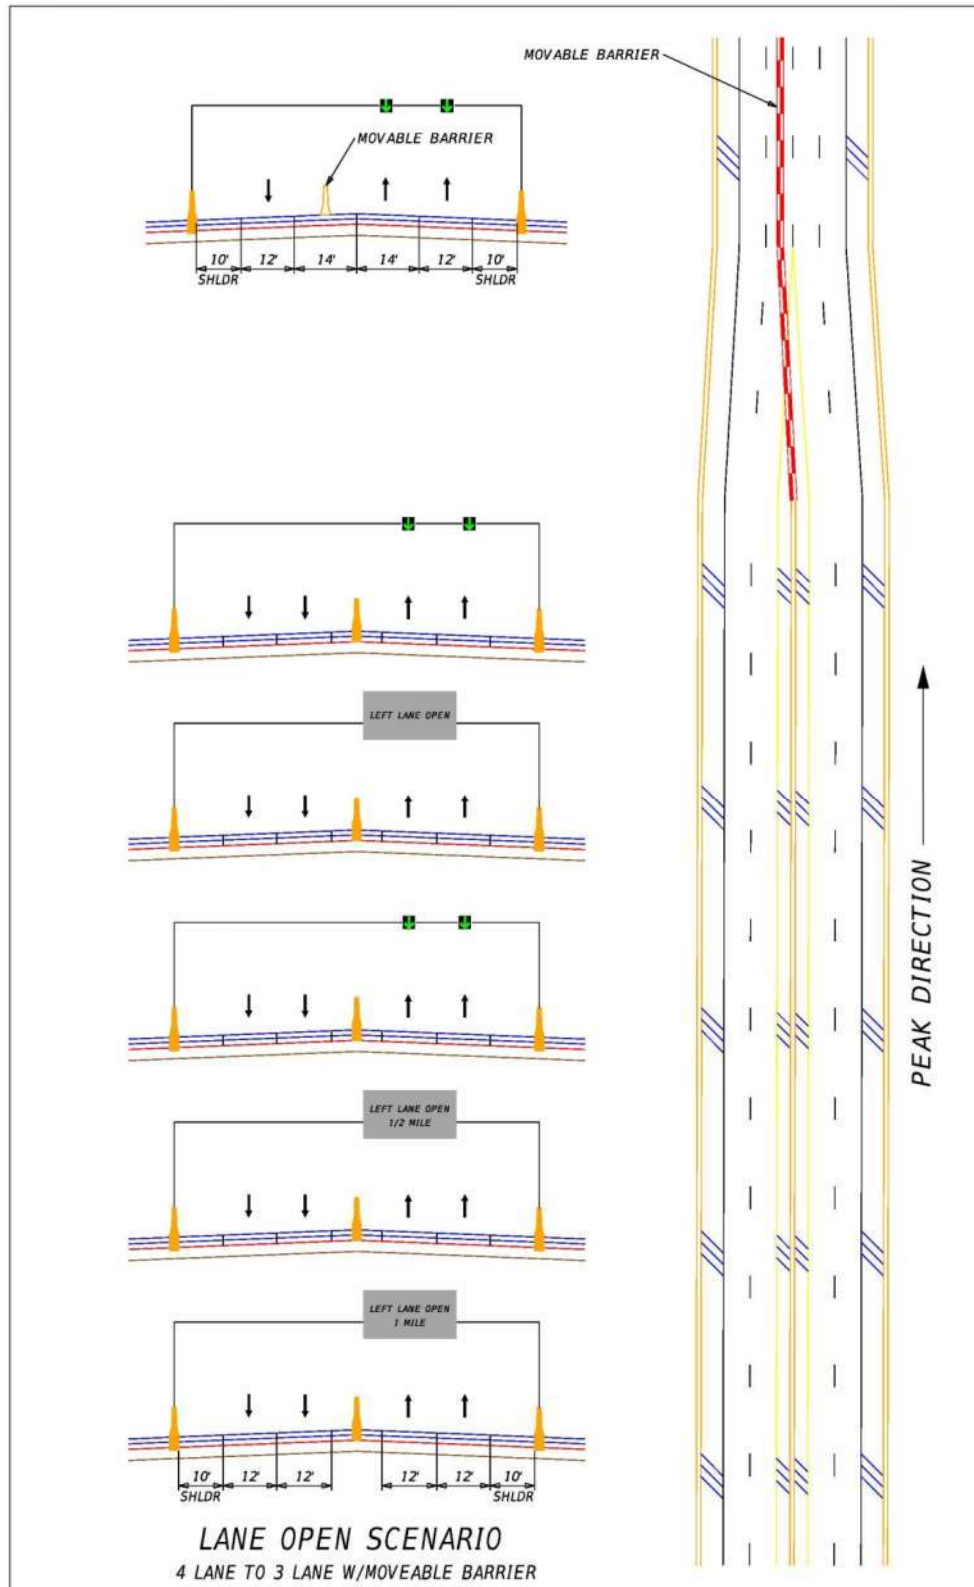 MOVABLE BARRIER
MOVABLE BARRIER
10' 12' 14' 14' 12' 10'
SHLDR SHLDR
LEFT LANE OPEN
LEFT LANE OPEN
1/2 MILE
LEFT LANE OPEN
1 MILE
10' 12' 12' 12' 12' 10'
SHLDR SHLDR
PEAK DIRECTION
LANE OPEN SCENARIO
4 LANE TO 3 LANE W/MOVEABLE BARRIER